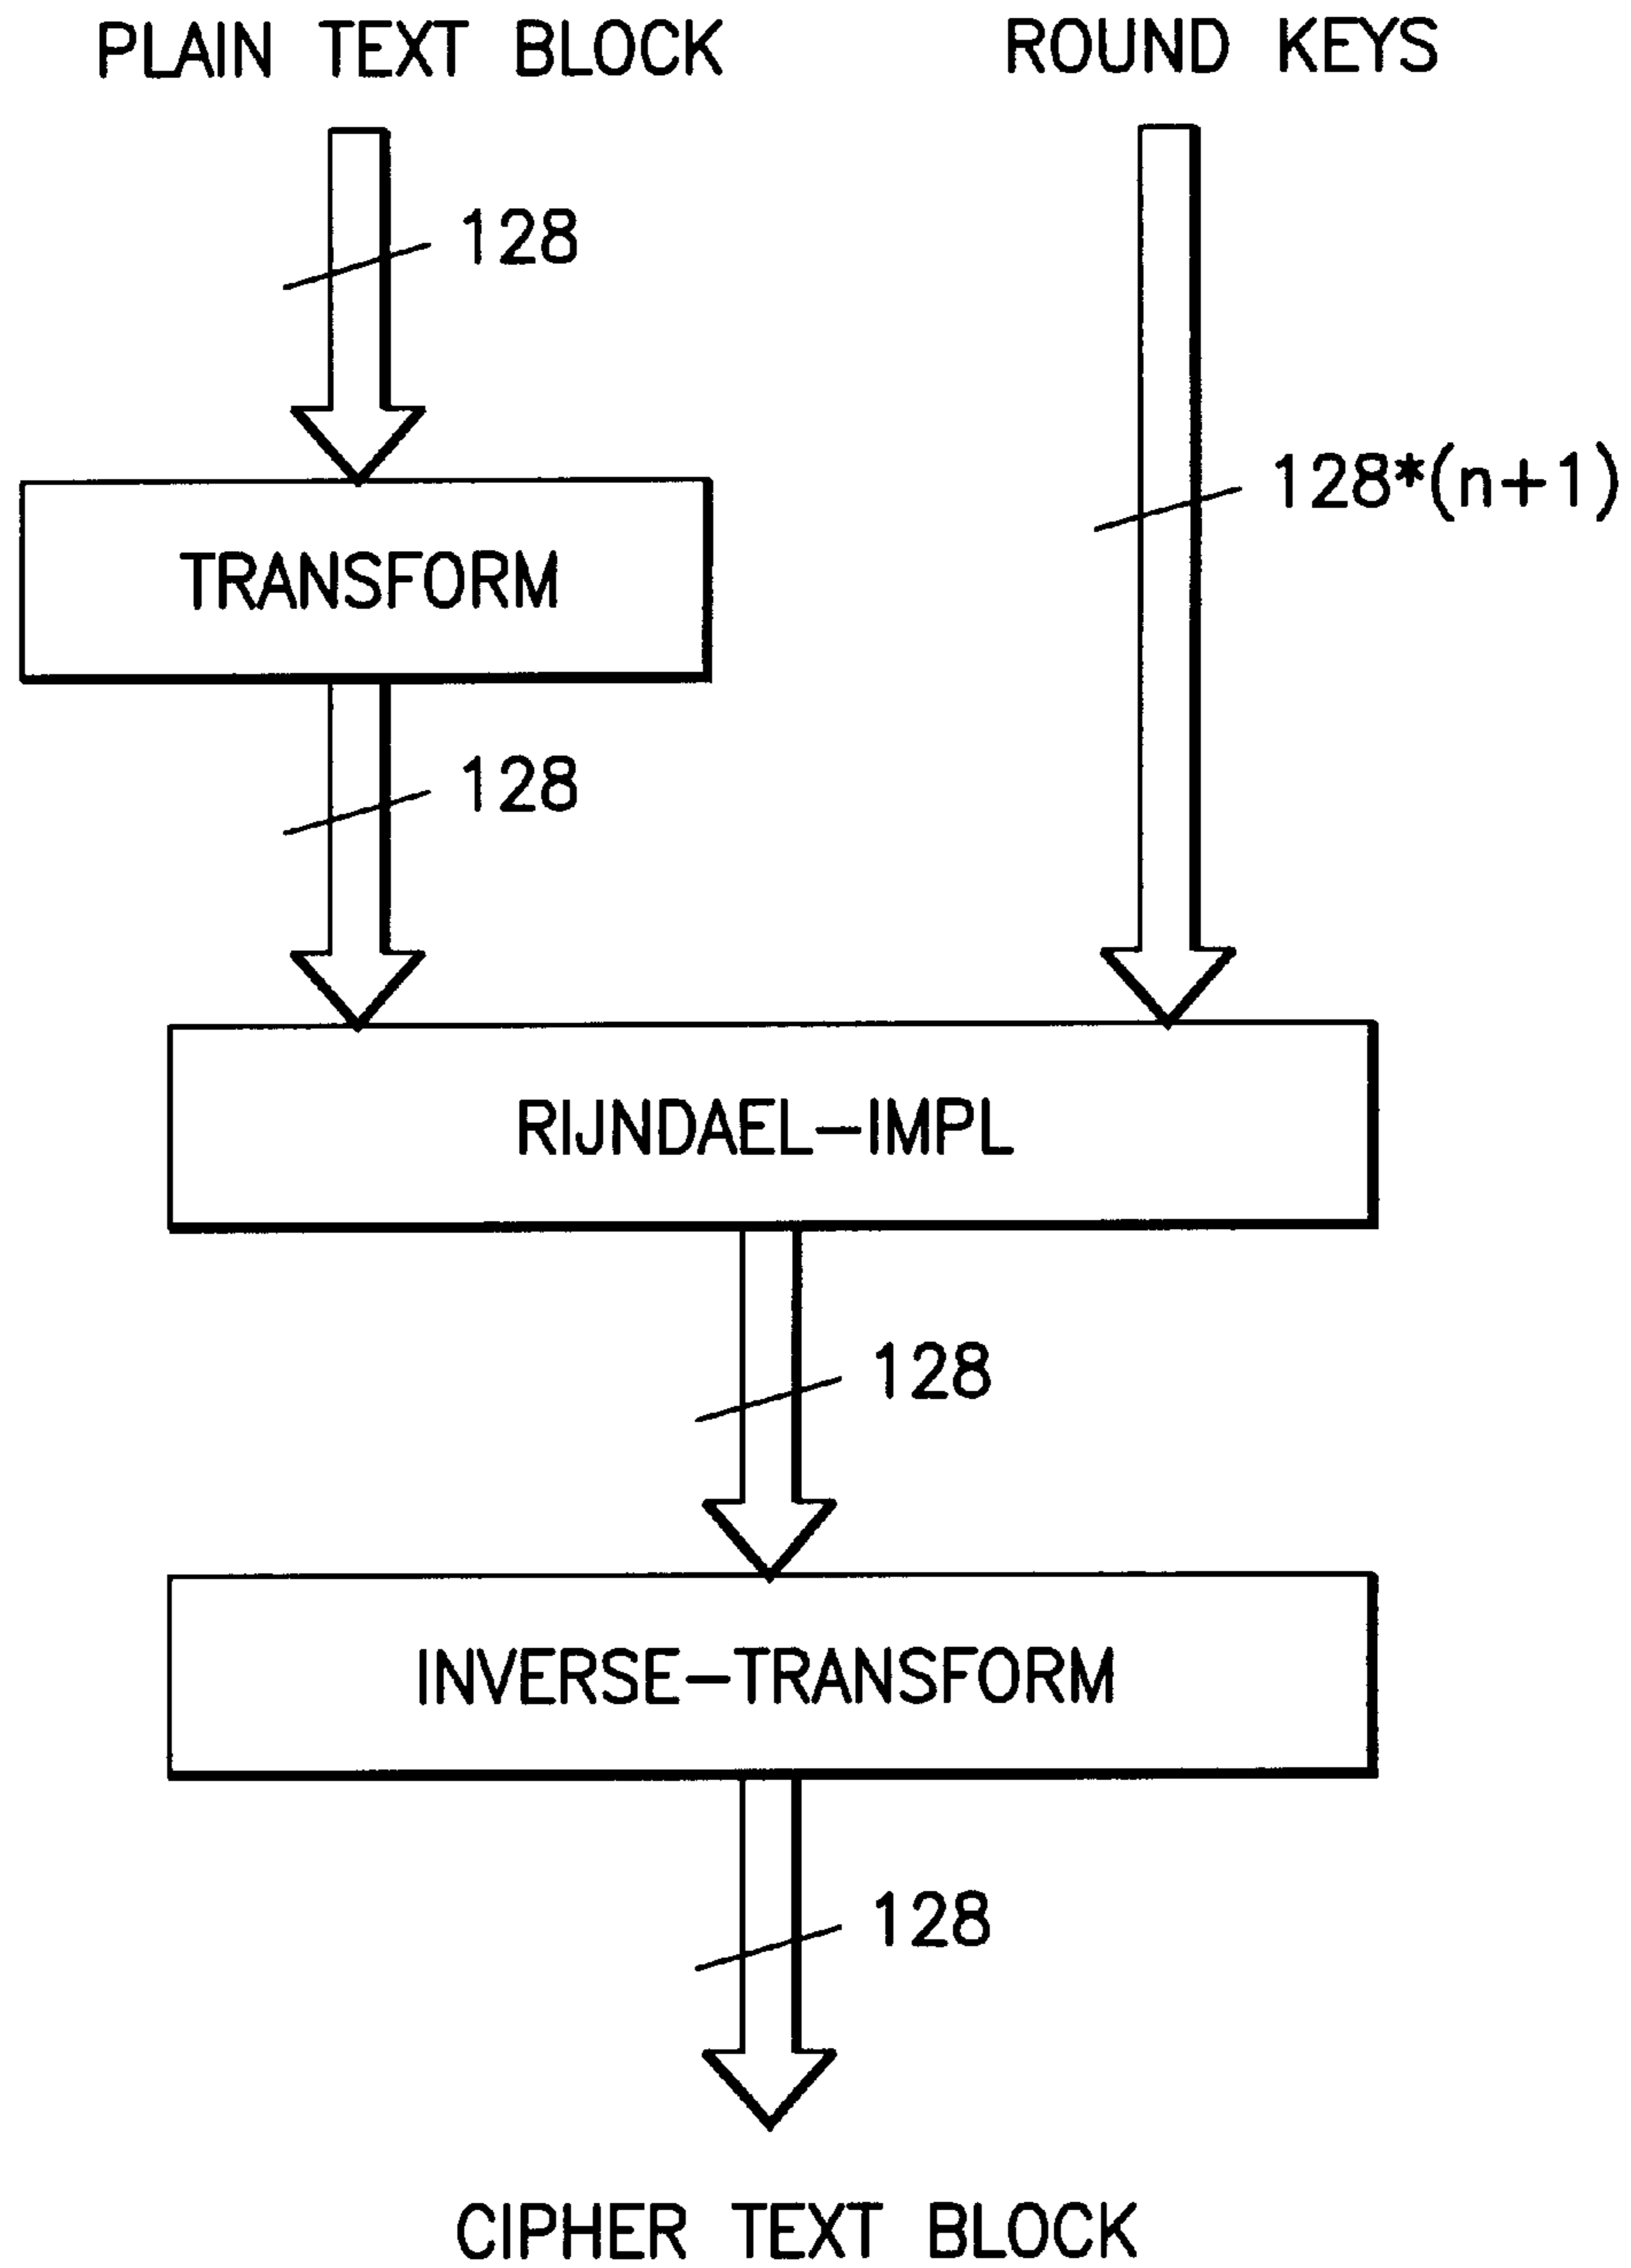 PLAIN TEXT BLOCK
ROUND KEYS
128
128*(n+1)
TRANSFORM
128
RIJNDAEL-IMPL
128
INVERSE-TRANSFORM
128
CIPHER TEXT BLOCK